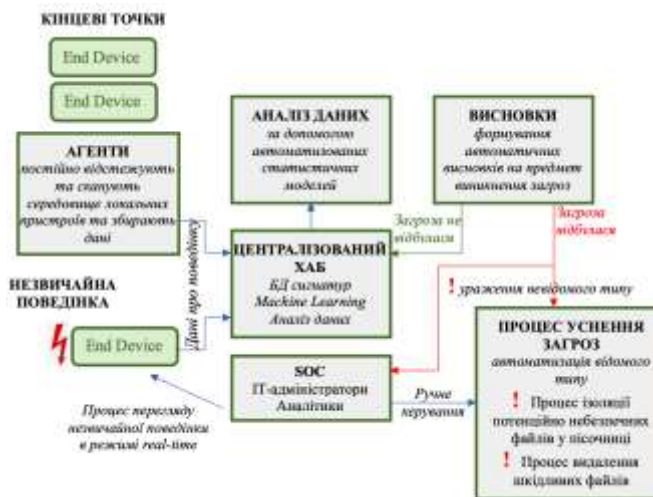 КІНЦЕВІ ТОЧКИ
End Device
End Device
АГЕНТИ
постійно відстежують
та сканують
середовище локальних
пристроїв та збирають
дані
НЕЗВИЧАЙНА
ПОВЕДІНКА
End Device
Дані про поведінку
Процес перегляду
незвичайної поведінки
в режимі real-time
АНАЛІЗ ДАНИХ
за допомогою
автоматизованих
статистичних
моделей
ЦЕНТРАЛІЗОВАНИЙ
ХАБ
БД сигнатур
Machine Learning
Аналіз даних
SOC
ІТ-адміністратори
Аналітики
ВИСНОВКИ
формування
автоматичних
висновків на предмет
виникнення загроз
Загроза не
відбулася
Загроза
відбулася
! ураження невідомого типу
Ручне
керування
ПРОЦЕС УСНЕННЯ
ЗАГРОЗ
автоматизація відомого
типу
! Процес ізоляції
потенційно небезпечних
файлів у пісочниці
! Процес видалення
шкідливих файлів